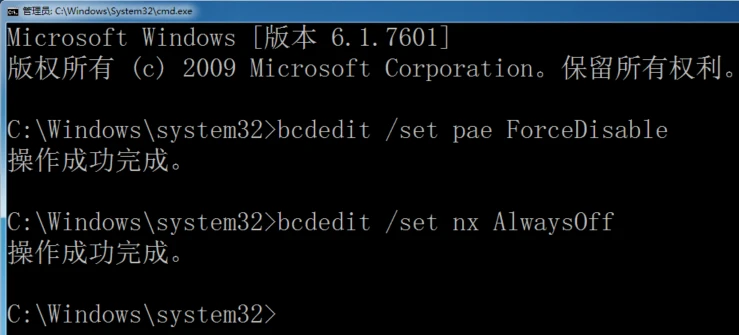 管理员: C:\Windows\System32\cmd.exe
Microsoft Windows [版本 6.1.7601]
版权所有 (c) 2009 Microsoft Corporation。保留所有权利。
C:\Windows\system32>bcdedit /set pae ForceDisable
操作成功完成。
C:\Windows\system32>bcdedit /set nx AlwaysOff
操作成功完成。
C:\Windows\system32>